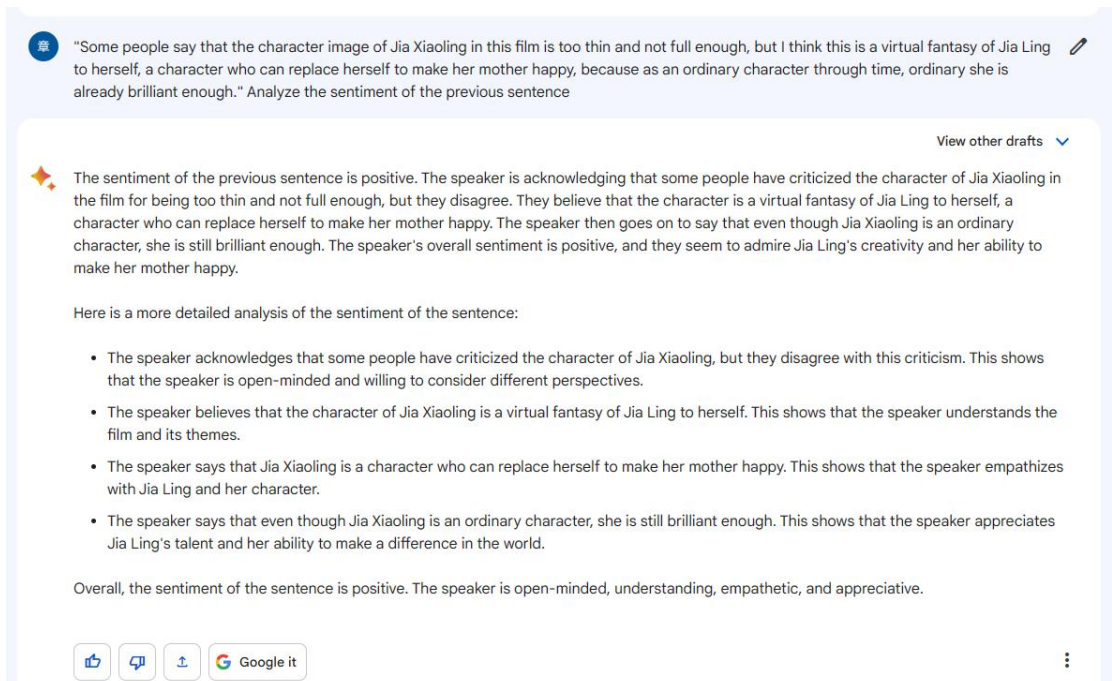 章
"Some people say that the character image of Jia Xiaoling in this film is too thin and not full enough, but I think this is a virtual fantasy of Jia Ling
to herself, a character who can replace herself to make her mother happy, because as an ordinary character through time, ordinary she is
already brilliant enough." Analyze the sentiment of the previous sentence
View other drafts
The sentiment of the previous sentence is positive. The speaker is acknowledging that some people have criticized the character of Jia Xiaoling in
the film for being too thin and not full enough, but they disagree. They believe that the character is a virtual fantasy of Jia Ling to herself, a
character who can replace herself to make her mother happy. The speaker then goes on to say that even though Jia Xiaoling is an ordinary
character, she is still brilliant enough. The speaker's overall sentiment is positive, and they seem to admire Jia Ling's creativity and her ability to
make her mother happy.
Here is a more detailed analysis of the sentiment of the sentence:
• The speaker acknowledges that some people have criticized the character of Jia Xiaoling, but they disagree with this criticism. This shows
that the speaker is open-minded and willing to consider different perspectives.
• The speaker believes that the character of Jia Xiaoling is a virtual fantasy of Jia Ling to herself. This shows that the speaker understands the
film and its themes.
• The speaker says that Jia Xiaoling is a character who can replace herself to make her mother happy. This shows that the speaker empathizes
with Jia Ling and her character.
• The speaker says that even though Jia Xiaoling is an ordinary character, she is still brilliant enough. This shows that the speaker appreciates
Jia Ling's talent and her ability to make a difference in the world.
Overall, the sentiment of the sentence is positive. The speaker is open-minded, understanding, empathetic, and appreciative.
Google it